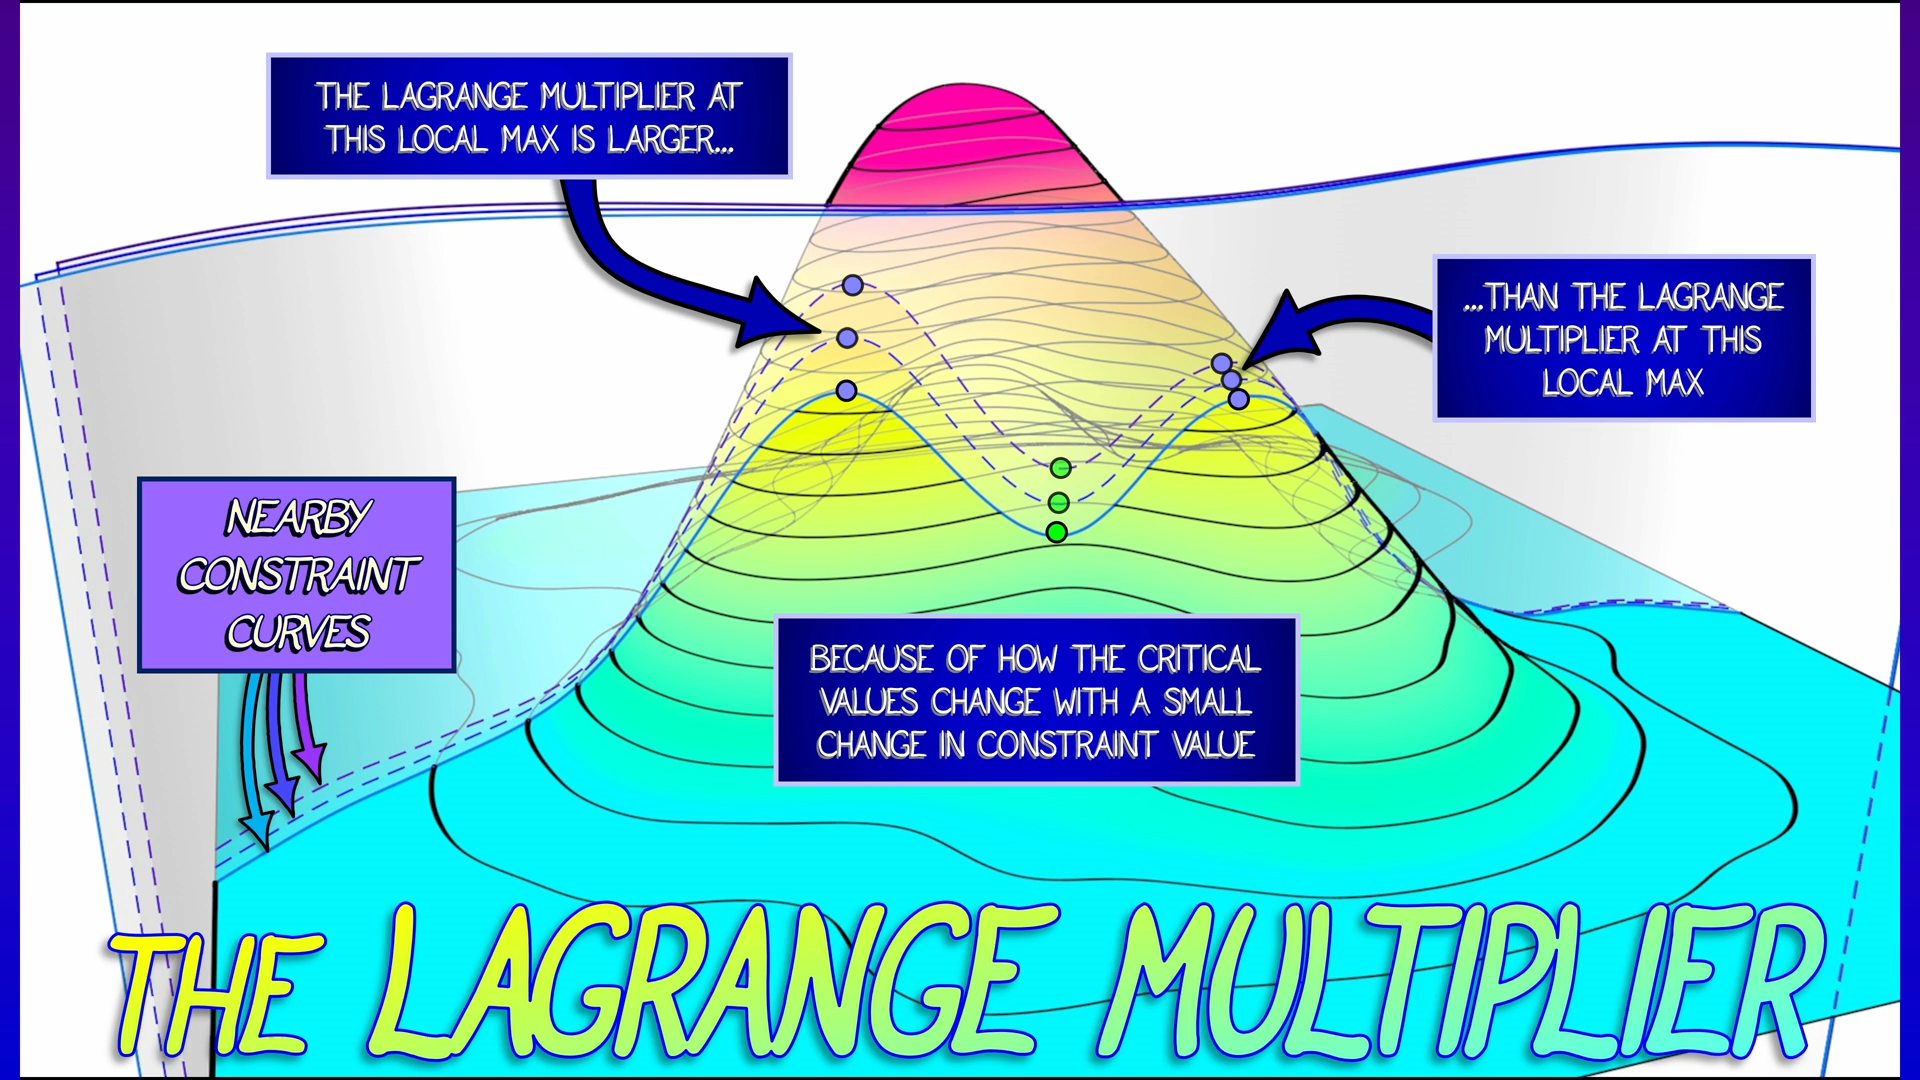 THE LAGRANGE MULTIPLIER AT
THIS LOCAL MAX IS LARGER...
...THAN THE LAGRANGE
MULTIPLIER AT THIS
LOCAL MAX
NEARBY
CONSTRAINT
CURVES
BECAUSE OF HOW THE CRITICAL
VALUES CHANGE WITH A SMALL
CHANGE IN CONSTRAINT VALUE
THE LAGRANGE MULTIPLIER